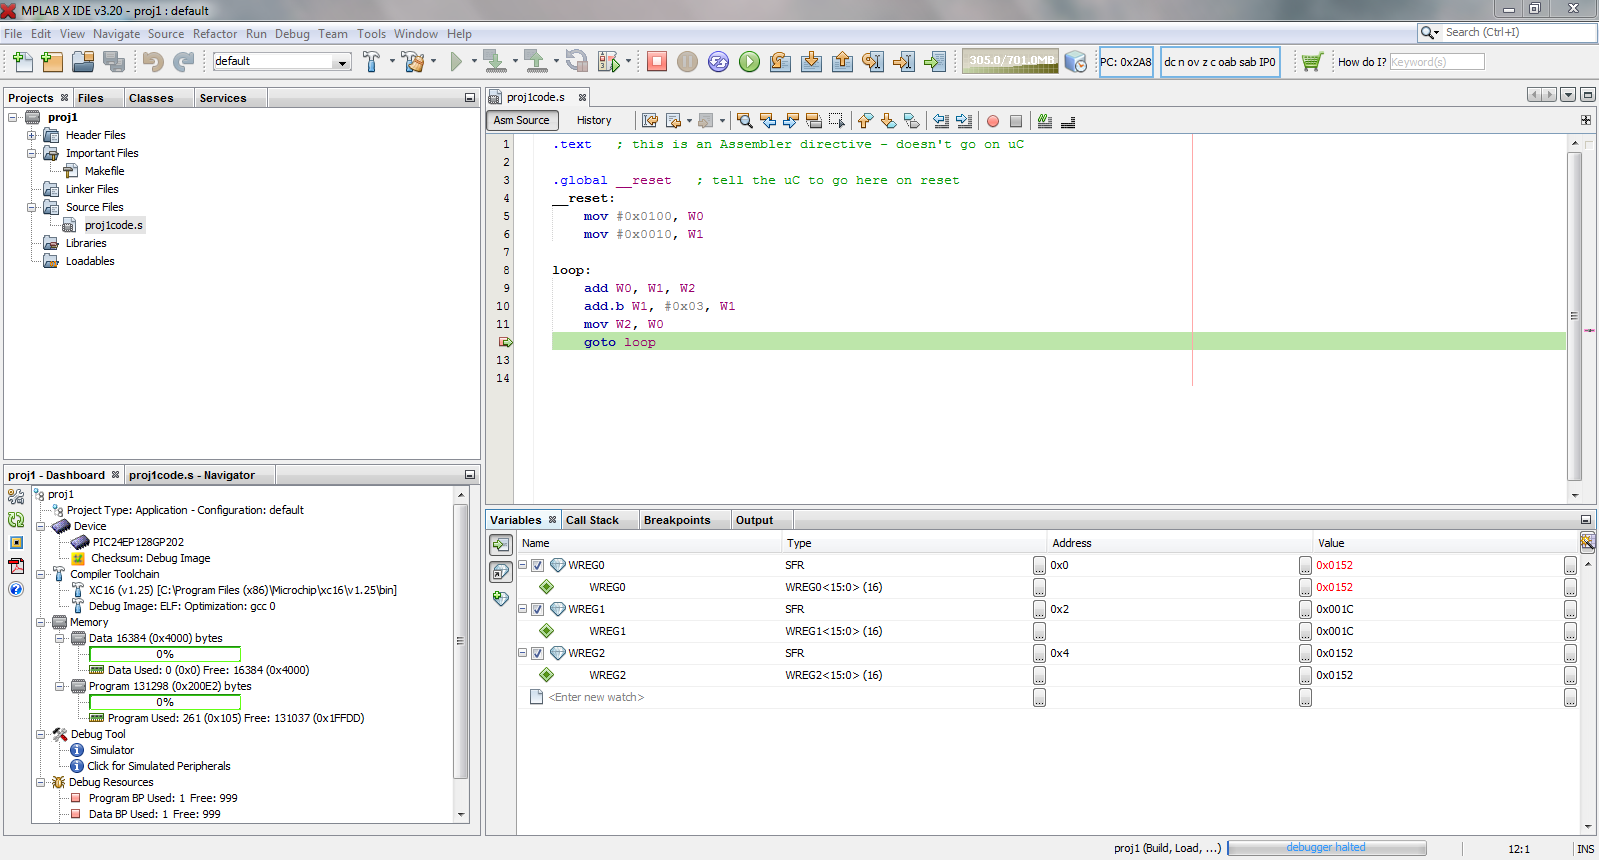 MPLAB X IDE v3.20 - proj1 : default
File Edit View Navigate Source Refactor Run Debug Team Tools Window Help
Search (Ctrl+I)
default
305.0/701.0MB
PC: 0x2A8
dc n ov z c oab sab IP0
How do I?
Keyword(s)
Projects Files Classes Services
proj1
Header Files
Important Files
Makefile
Linker Files
Source Files
proj1code.s
Libraries
Loadables
proj1code.s
Asm Source History
1 .text ; this is an Assembler directive - doesn't go on uC
2
3 .global __reset ; tell the uC to go here on reset
4 __reset:
5 mov #0x0100, W0
6 mov #0x0010, W1
7
8 loop:
9 add W0, W1, W2
10 add.b W1, #0x03, W1
11 mov W2, W0
goto loop
13
14
proj1 - Dashboard proj1code.s - Navigator
proj1
Project Type: Application - Configuration: default
Device
PIC24EP128GP202
Checksum: Debug Image
Compiler Toolchain
XC16 (v1.25) [C:\Program Files (x86)\Microchip\xc16\v1.25\bin]
Debug Image: ELF: Optimization: gcc 0
Memory
Data 16384 (0x4000) bytes
0%
Data Used: 0 (0x0) Free: 16384 (0x4000)
Program 131298 (0x200E2) bytes
0%
Program Used: 261 (0x105) Free: 131037 (0x1FFDD)
Debug Tool
Simulator
Click for Simulated Peripherals
Debug Resources
Program BP Used: 1 Free: 999
Data BP Used: 1 Free: 999
Variables Call Stack Breakpoints Output
Name Type Address Value
WREG0 SFR ... 0x0 ... 0x0152 ...
WREG0 WREG0<15:0> (16) ... ... 0x0152 ...
WREG1 SFR ... 0x2 ... 0x001C ...
WREG1 WREG1<15:0> (16) ... ... 0x001C ...
WREG2 SFR ... 0x4 ... 0x0152 ...
WREG2 WREG2<15:0> (16) ... ... 0x0152 ...
<Enter new watch> ... ... ...
proj1 (Build, Load, ...) debugger halted 12:1 INS